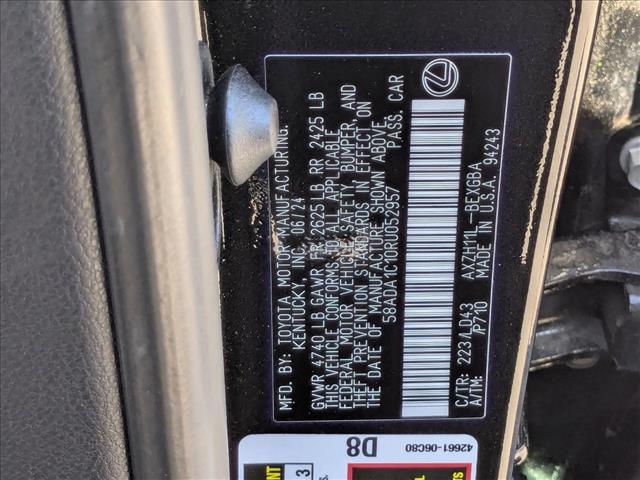 MFD. BY: TOYOTA MOTOR MANUFACTURING,
KENTUCKY, INC. 06/24
GVWR 4740 LB GAWR FR 2625 LB RR 2425 LB
THIS VEHICLE CONFORMS TO ALL APPLICABLE
FEDERAL MOTOR VEHICLE SAFETY, BUMPER, AND
THEFT PREVENTION STANDARDS IN EFFECT ON
THE DATE OF MANUFACTURE SHOWN ABOVE.
58ADA1C10RU052957 PASS. CAR
C/TR: 223/LD43 AXZH11L-BEXGBA
A/TM: /P710 MADE IN U.S.A. 94243
42661-06C80
D8
3